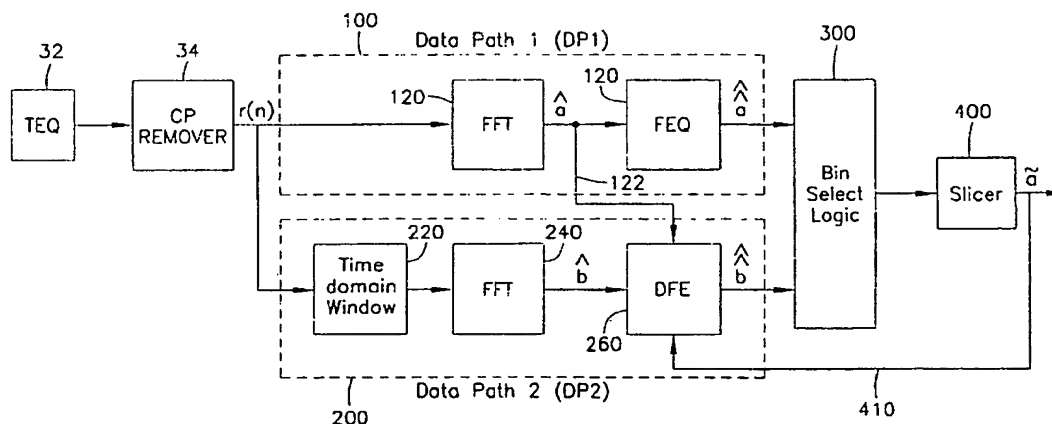 100
Data Path 1 (DP1)
32
34
300
TEQ
CP
REMOVER
r(n)
120
FFT
^
a
120
FEQ
^
^
a
122
Bin
Select
Logic
400
Slicer
~
a
220
Time
domain
Window
240
FFT
^
b
DFE
260
^
^
b
Data Path 2 (DP2)
200
410